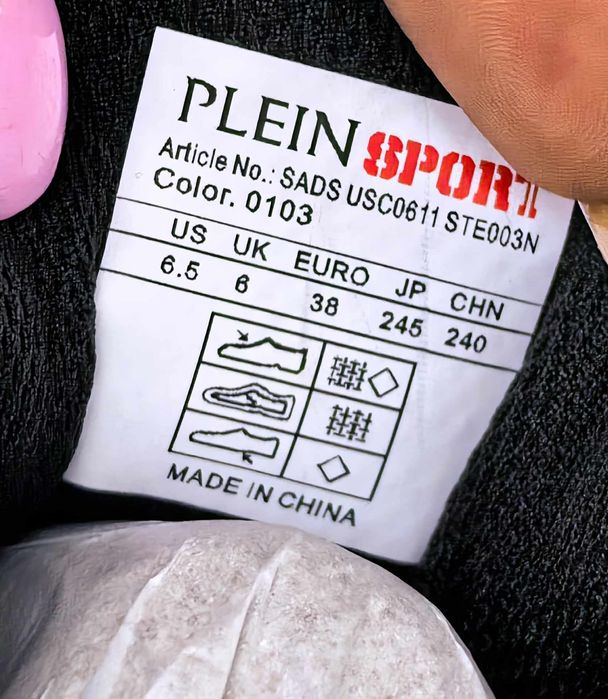 PLEIN SPORT
Article No.: SADS USC0611 STE003N
Color. 0103
US UK EURO JP CHN
6.5 6 38 245 240
MADE IN CHINA